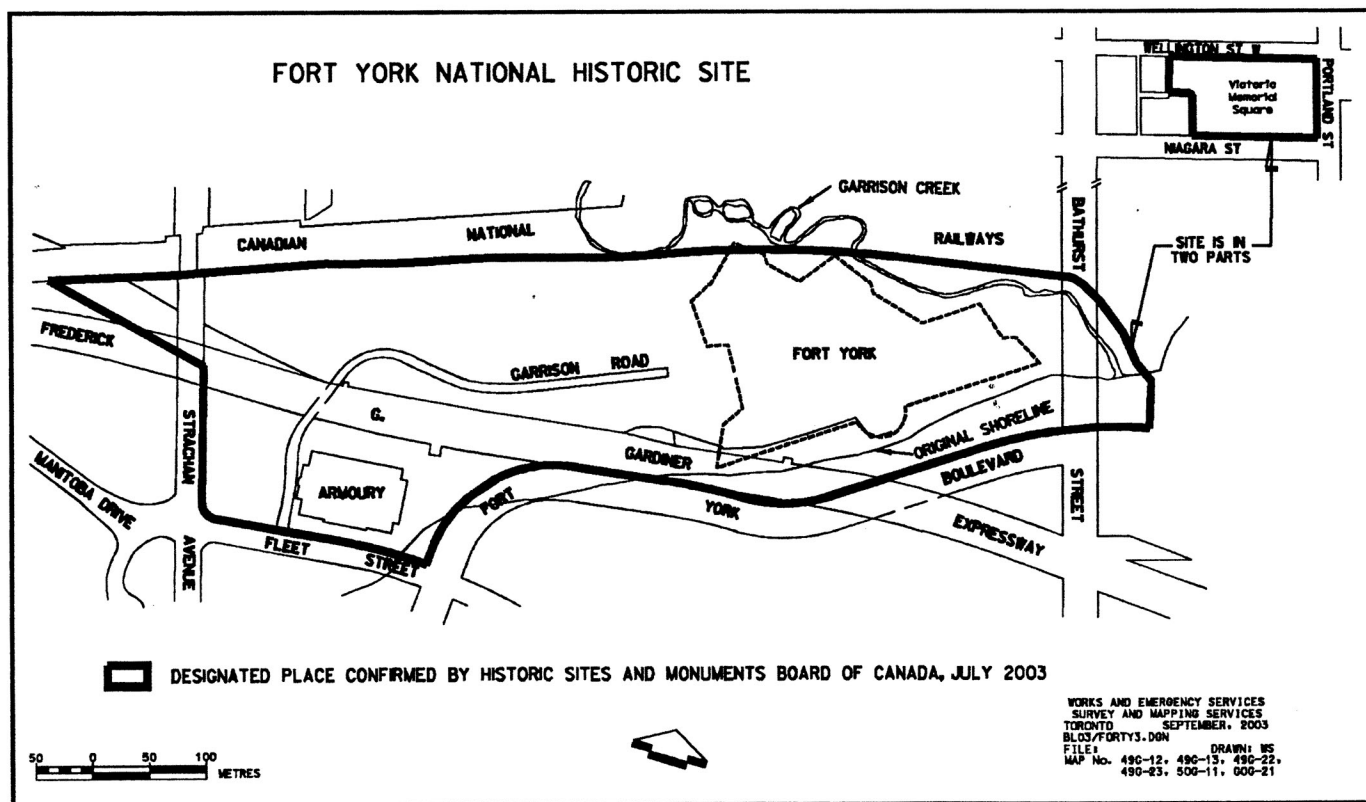 FORT YORK NATIONAL HISTORIC SITE
WELLINGTON ST W
PORTLAND ST
Victoria
Memorial
Square
NIAGARA ST
GARRISON CREEK
CANADIAN NATIONAL RAILWAYS
BATHURST STREET
SITE IS IN
TWO PARTS
FREDERICK G. GARDINER EXPRESSWAY
GARRISON ROAD
FORT YORK
ORIGINAL SHORELINE
STRACHAN AVENUE
MANITOBA DRIVE
ARMOURY
FORT YORK BOULEVARD
FLEET STREET
DESIGNATED PLACE CONFIRMED BY HISTORIC SITES AND MONUMENTS BOARD OF CANADA, JULY 2003
WORKS AND EMERGENCY SERVICES
SURVEY AND MAPPING SERVICES
TORONTO SEPTEMBER, 2003
BLO3/FORTY3.DGN
FILE: DRAWN: WS
MAP No. 49G-12, 49G-13, 49G-22,
49G-23, 50G-11, 60G-21
50 0 50 100
METRES